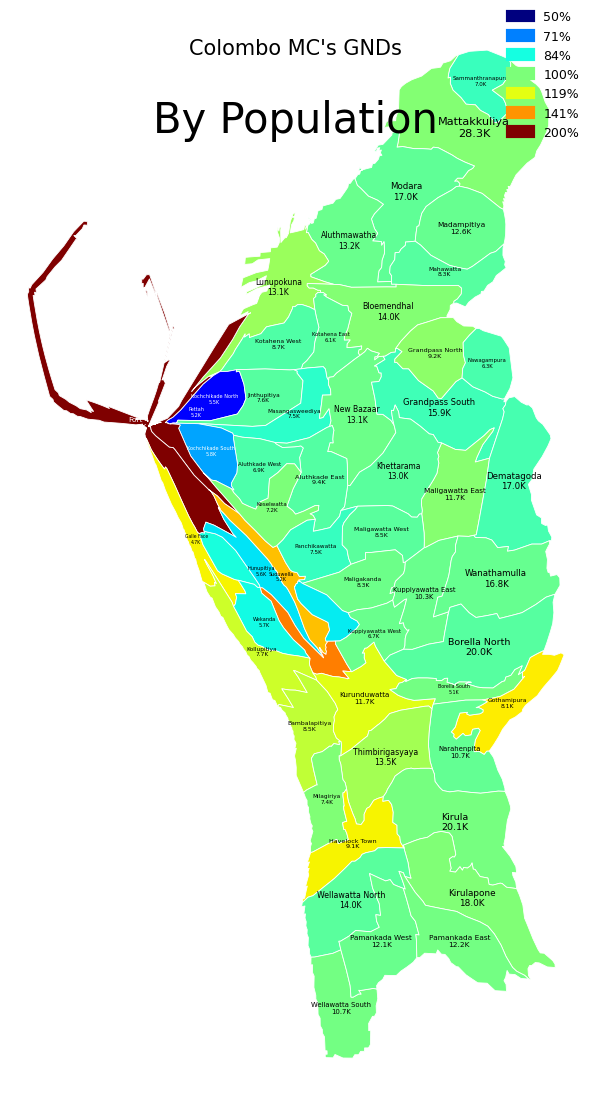 50%
71%
84%
100%
119%
141%
200%
Colombo MC's GNDs
By Population
Sammanthranapura
7.0K
Mattakkuliya
28.3K
Modara
17.0K
Madampitiya
12.6K
Aluthmawatha
13.2K
Mahawatta
8.3K
Lunupokuna
13.1K
Bloemendhal
14.0K
Kotahena East
6.1K
Kotahena West
8.7K
Grandpass North
9.2K
Nawagampura
6.3K
Kochchikade North
5.5K
Jinthupitiya
7.6K
Pettah
5.2K
Masangasweediya
7.5K
New Bazaar
13.1K
Grandpass South
15.9K
Fort
Kochchikade South
5.8K
Aluthkade West
6.9K
Aluthkade East
9.4K
Khettarama
13.0K
Dematagoda
17.0K
Maligawatta East
11.7K
Keselwatta
7.2K
Maligawatta West
8.5K
Galle Face
4.7K
Panchikawatta
7.5K
Hunupitiya
5.6K
Suduwella
5.2K
Maligakanda
8.3K
Wanathamulla
16.8K
Kuppiyawatta East
10.3K
Wekanda
5.7K
Kuppiyawatta West
6.7K
Borella North
20.0K
Kollupitiya
7.7K
Borella South
5.1K
Kurunduwatta
11.7K
Gothamipura
8.1K
Bambalapitiya
8.5K
Narahenpita
10.7K
Thimbirigasyaya
13.5K
Milagiriya
7.4K
Kirula
20.1K
Havelock Town
9.1K
Wellawatta North
14.0K
Kirulapone
18.0K
Pamankada West
12.1K
Pamankada East
12.2K
Wellawatta South
10.7K